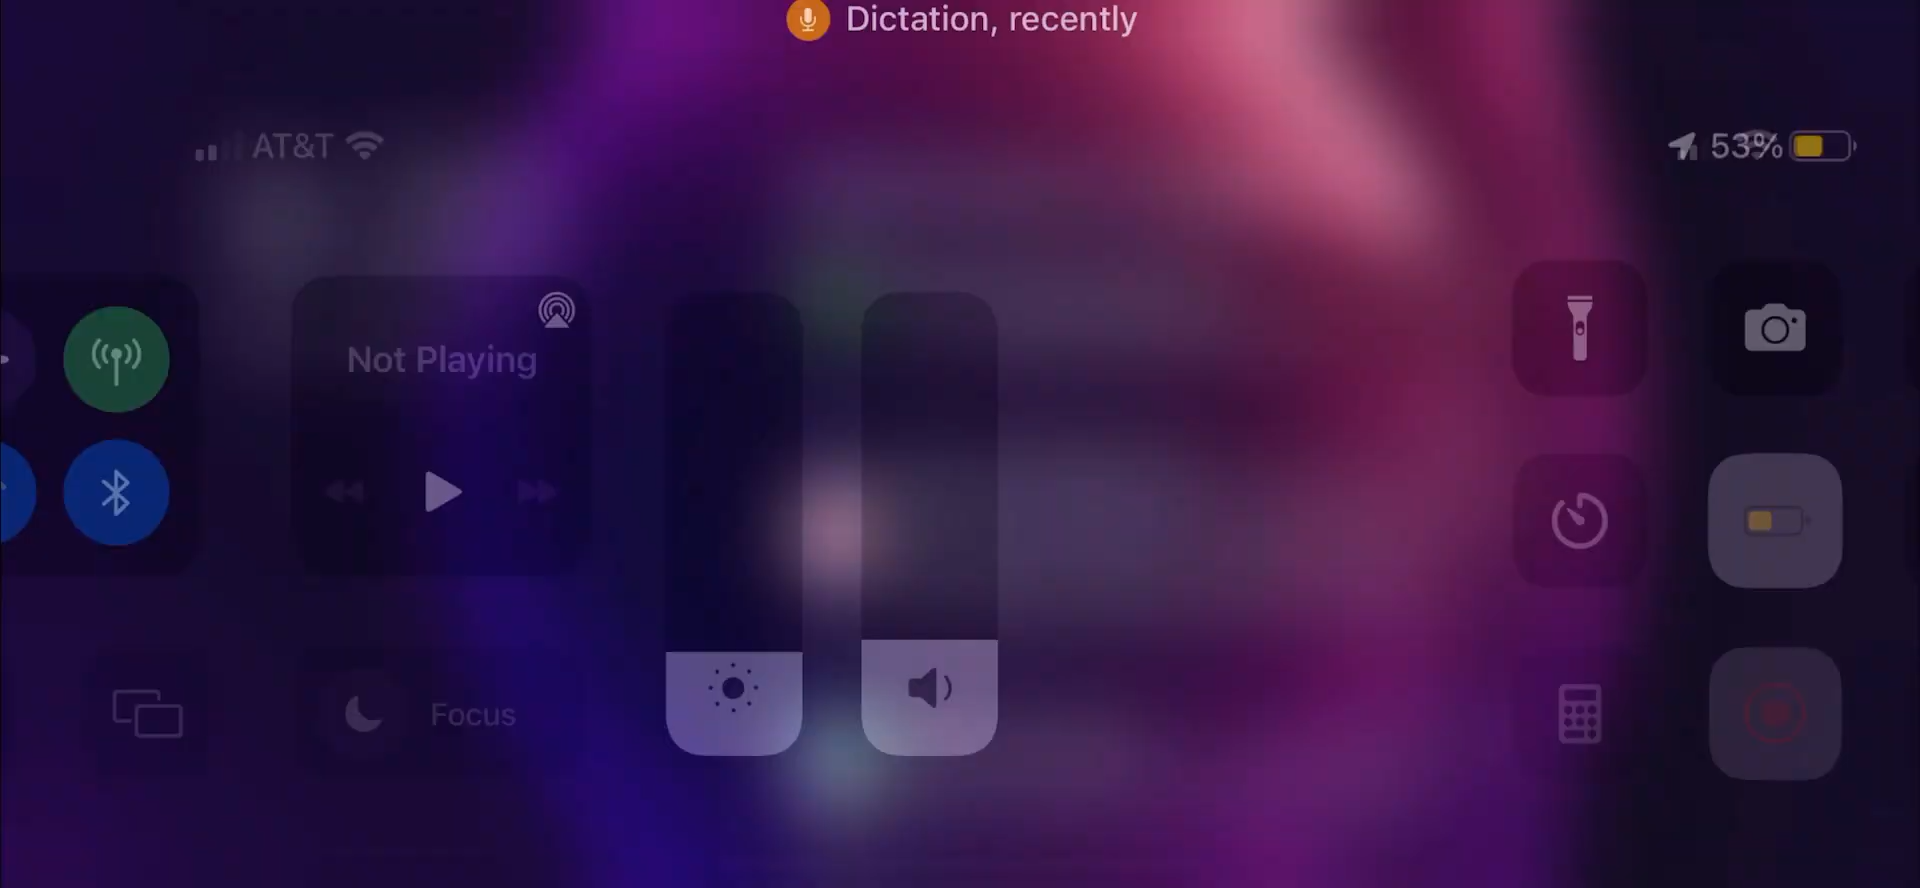 Dictation, recently
AT&T
53%
Not Playing
Focus